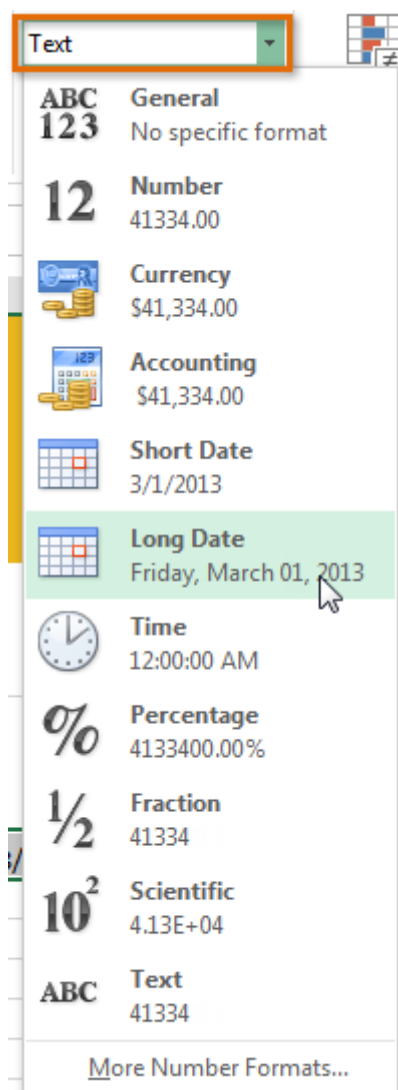 Text
ABC
123
General
No specific format
12
Number
41334.00
Currency
$41,334.00
123
Accounting
$41,334.00
Short Date
3/1/2013
Long Date
Friday, March 01, 2013
Time
12:00:00 AM
%
Percentage
4133400.00%
½
Fraction
41334
10²
Scientific
4.13E+04
ABC
Text
41334
More Number Formats...